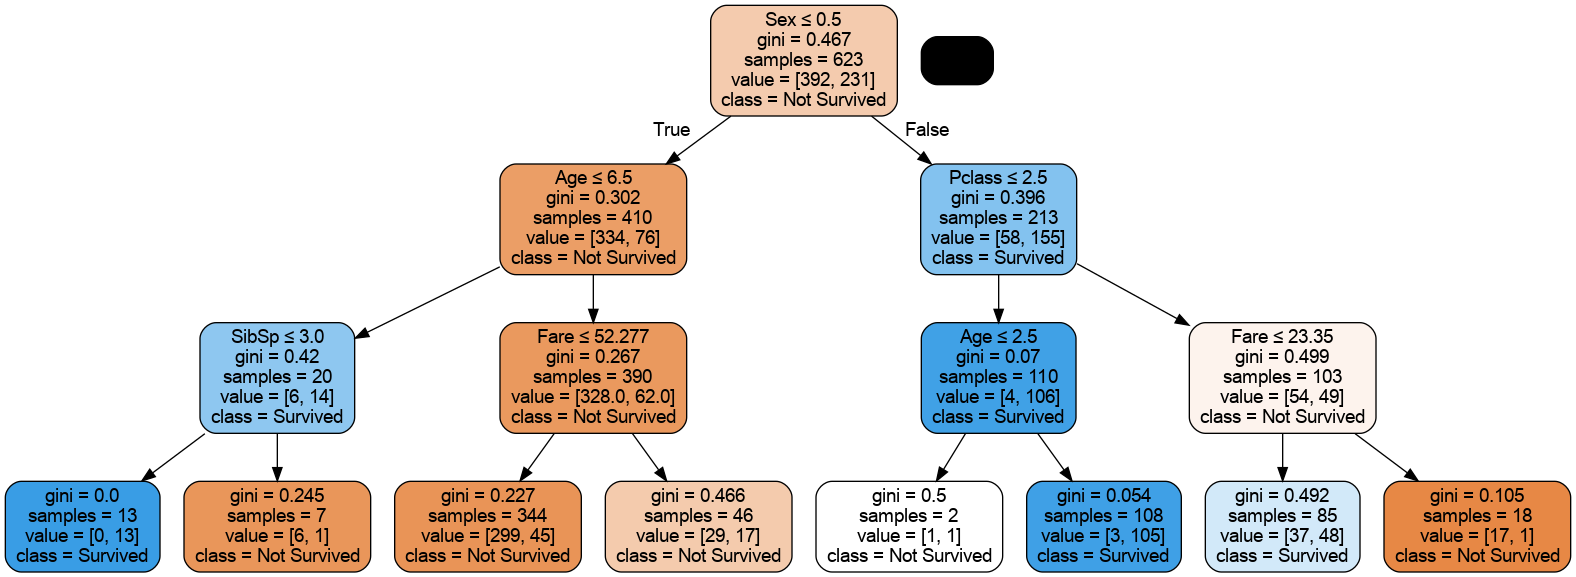 Sex ≤ 0.5
gini = 0.467
samples = 623
value = [392, 231]
class = Not Survived
True
False
Age ≤ 6.5
gini = 0.302
samples = 410
value = [334, 76]
class = Not Survived
Pclass ≤ 2.5
gini = 0.396
samples = 213
value = [58, 155]
class = Survived
SibSp ≤ 3.0
gini = 0.42
samples = 20
value = [6, 14]
class = Survived
Fare ≤ 52.277
gini = 0.267
samples = 390
value = [328.0, 62.0]
class = Not Survived
Age ≤ 2.5
gini = 0.07
samples = 110
value = [4, 106]
class = Survived
Fare ≤ 23.35
gini = 0.499
samples = 103
value = [54, 49]
class = Not Survived
gini = 0.0
samples = 13
value = [0, 13]
class = Survived
gini = 0.245
samples = 7
value = [6, 1]
class = Not Survived
gini = 0.227
samples = 344
value = [299, 45]
class = Not Survived
gini = 0.466
samples = 46
value = [29, 17]
class = Not Survived
gini = 0.5
samples = 2
value = [1, 1]
class = Not Survived
gini = 0.054
samples = 108
value = [3, 105]
class = Survived
gini = 0.492
samples = 85
value = [37, 48]
class = Survived
gini = 0.105
samples = 18
value = [17, 1]
class = Not Survived